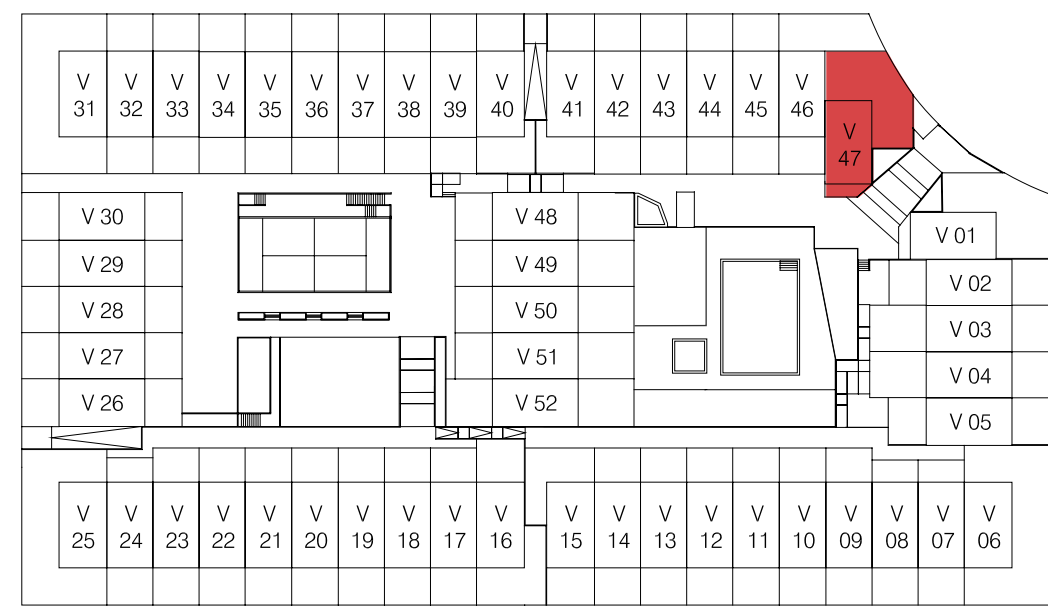 V V V V V V V V V V V V V V V V
31 32 33 34 35 36 37 38 39 40 41 42 43 44 45 46
V
47
V 30 V 48
V 01
V 29 V 49
V 02
V 28 V 50
V 03
V 27 V 51
V 04
V 26 V 52
V 05
V V V V V V V V V V V V V V V V V V V V
25 24 23 22 21 20 19 18 17 16 15 14 13 12 11 10 09 08 07 06